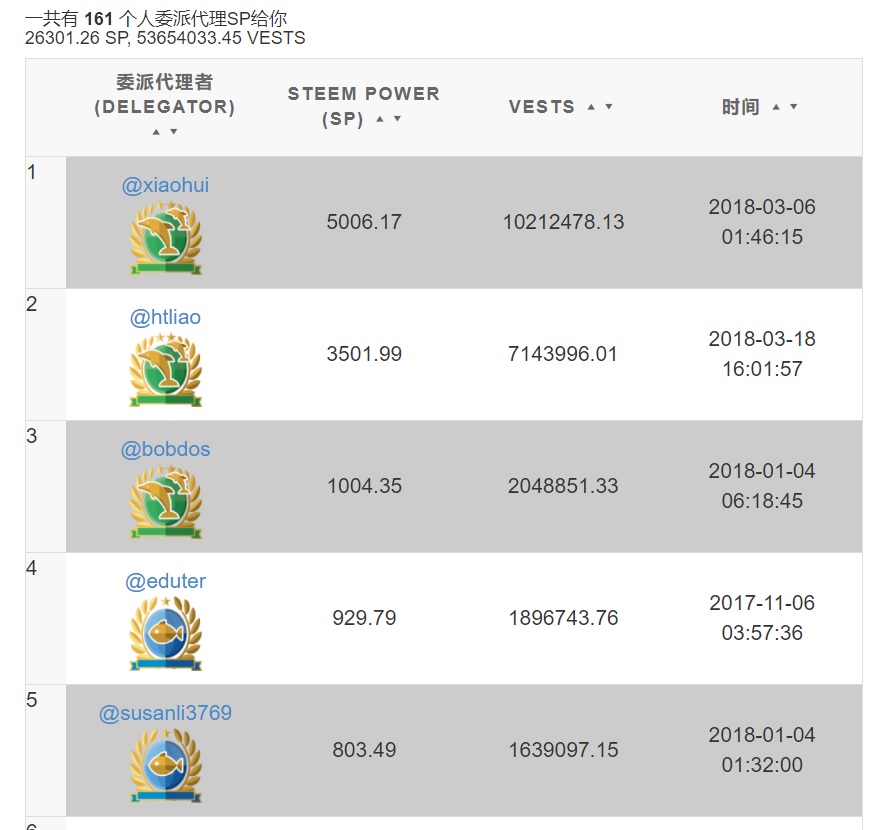 一共有 161 个人委派代理SP给你
26301.26 SP, 53654033.45 VESTS
委派代理者
(DELEGATOR)
▲ ▼
STEEM POWER
(SP) ▲ ▼
VESTS ▲ ▼
时间 ▲ ▼
1
@xiaohui
5006.17
10212478.13
2018-03-06
01:46:15
2
@htliao
3501.99
7143996.01
2018-03-18
16:01:57
3
@bobdos
1004.35
2048851.33
2018-01-04
06:18:45
4
@eduter
929.79
1896743.76
2017-11-06
03:57:36
5
@susanli3769
803.49
1639097.15
2018-01-04
01:32:00